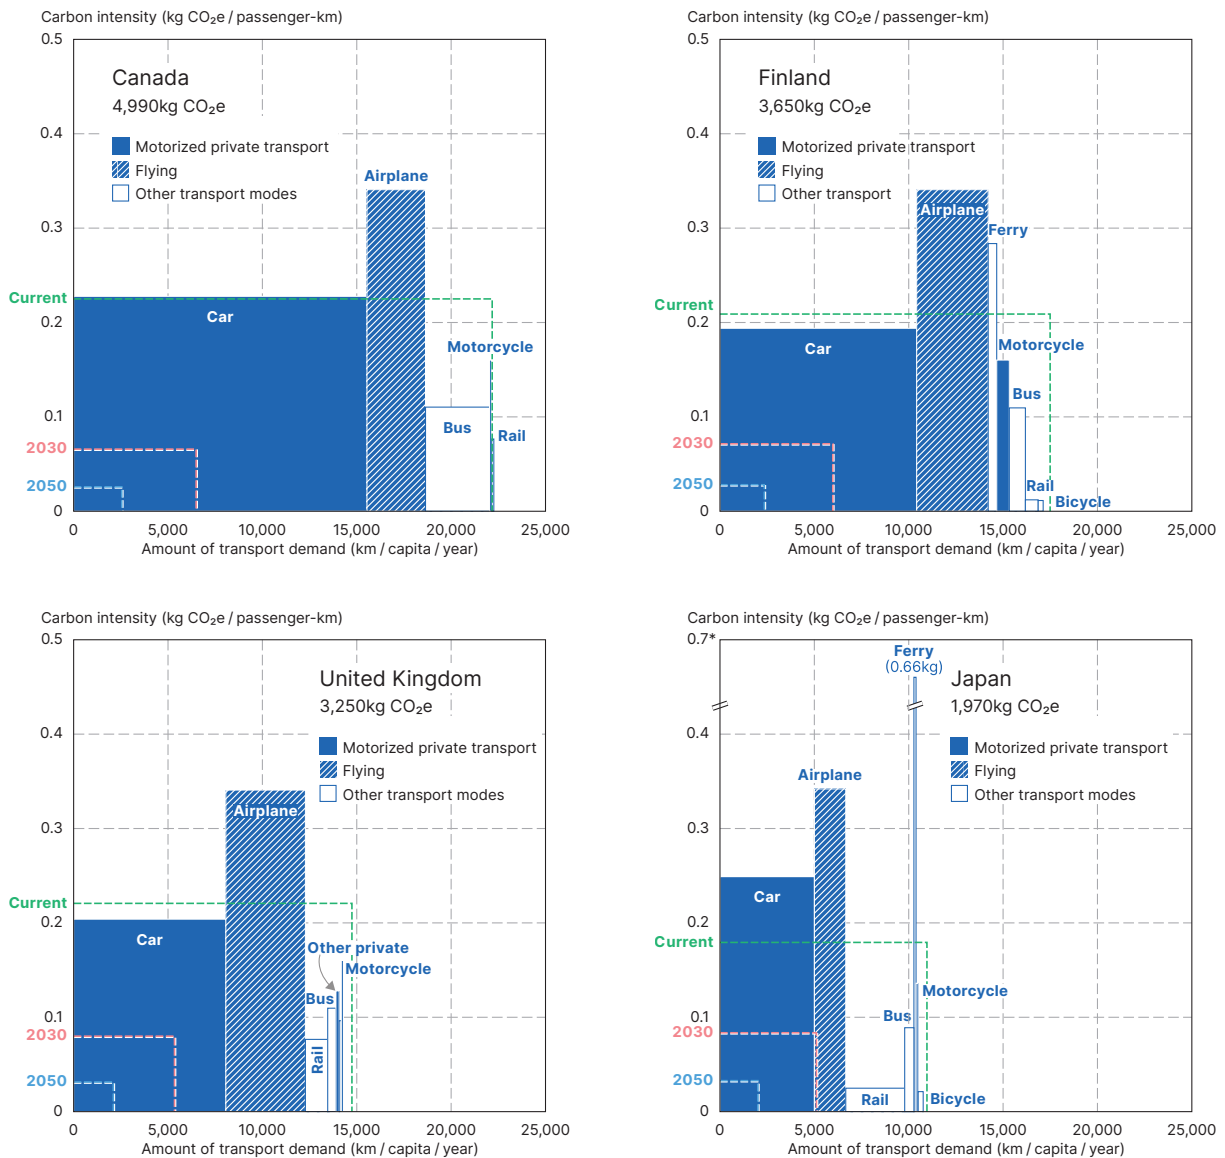 Carbon intensity (kg CO₂e / passenger-km)
0.5
Canada
4,990kg CO₂e
0.4
Motorized private transport
Flying
Other transport modes
Airplane
0.3
Current
Car
0.2
Motorcycle
0.1
Bus
Rail
2030
2050
0
0
5,000
10,000
15,000
20,000
25,000
Amount of transport demand (km / capita / year)
Carbon intensity (kg CO₂e / passenger-km)
0.5
Finland
3,650kg CO₂e
0.4
Motorized private transport
Flying
Other transport
Airplane
0.3
Ferry
Current
0.2
Car
Motorcycle
Bus
0.1
2030
2050
Rail
Bicycle
0
0
5,000
10,000
15,000
20,000
25,000
Amount of transport demand (km / capita / year)
Carbon intensity (kg CO₂e / passenger-km)
0.5
United Kingdom
3,250kg CO₂e
0.4
Motorized private transport
Flying
Other transport modes
Airplane
0.3
Current
0.2
Car
Other private
Motorcycle
Bus
0.1
2030
Rail
2050
0
0
5,000
10,000
15,000
20,000
25,000
Amount of transport demand (km / capita / year)
Carbon intensity (kg CO₂e / passenger-km)
0.7*
Ferry
(0.66kg)
Japan
1,970kg CO₂e
0.4
Motorized private transport
Flying
Other transport modes
Airplane
0.3
Car
0.2
Current
Motorcycle
Bus
0.1
2030
2050
Rail
Bicycle
0
0
5,000
10,000
15,000
20,000
25,000
Amount of transport demand (km / capita / year)